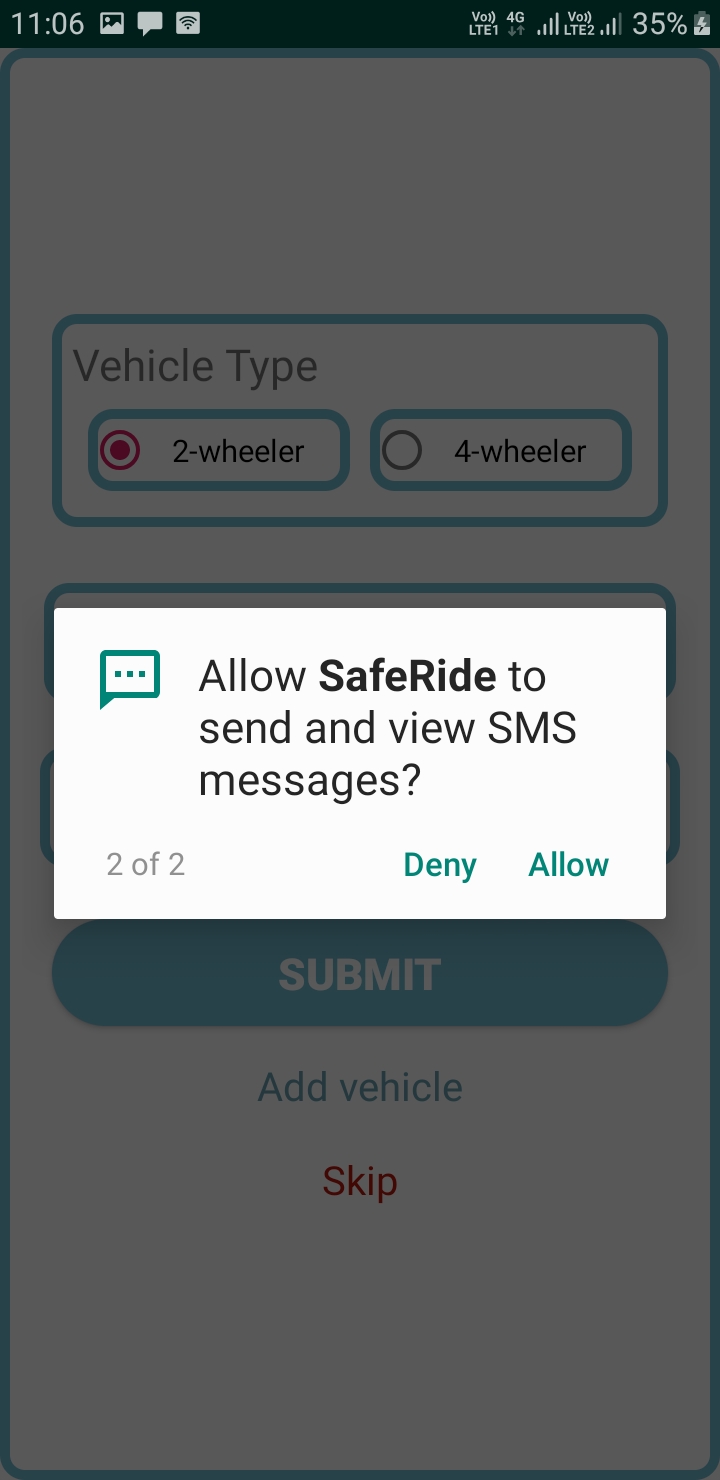 11:06 Vo)) LTE1 4G Vo)) LTE2 35%
Vehicle Type
2-wheeler 4-wheeler
Allow SafeRide to
send and view SMS
messages?
2 of 2 Deny Allow
SUBMIT
Add vehicle
Skip